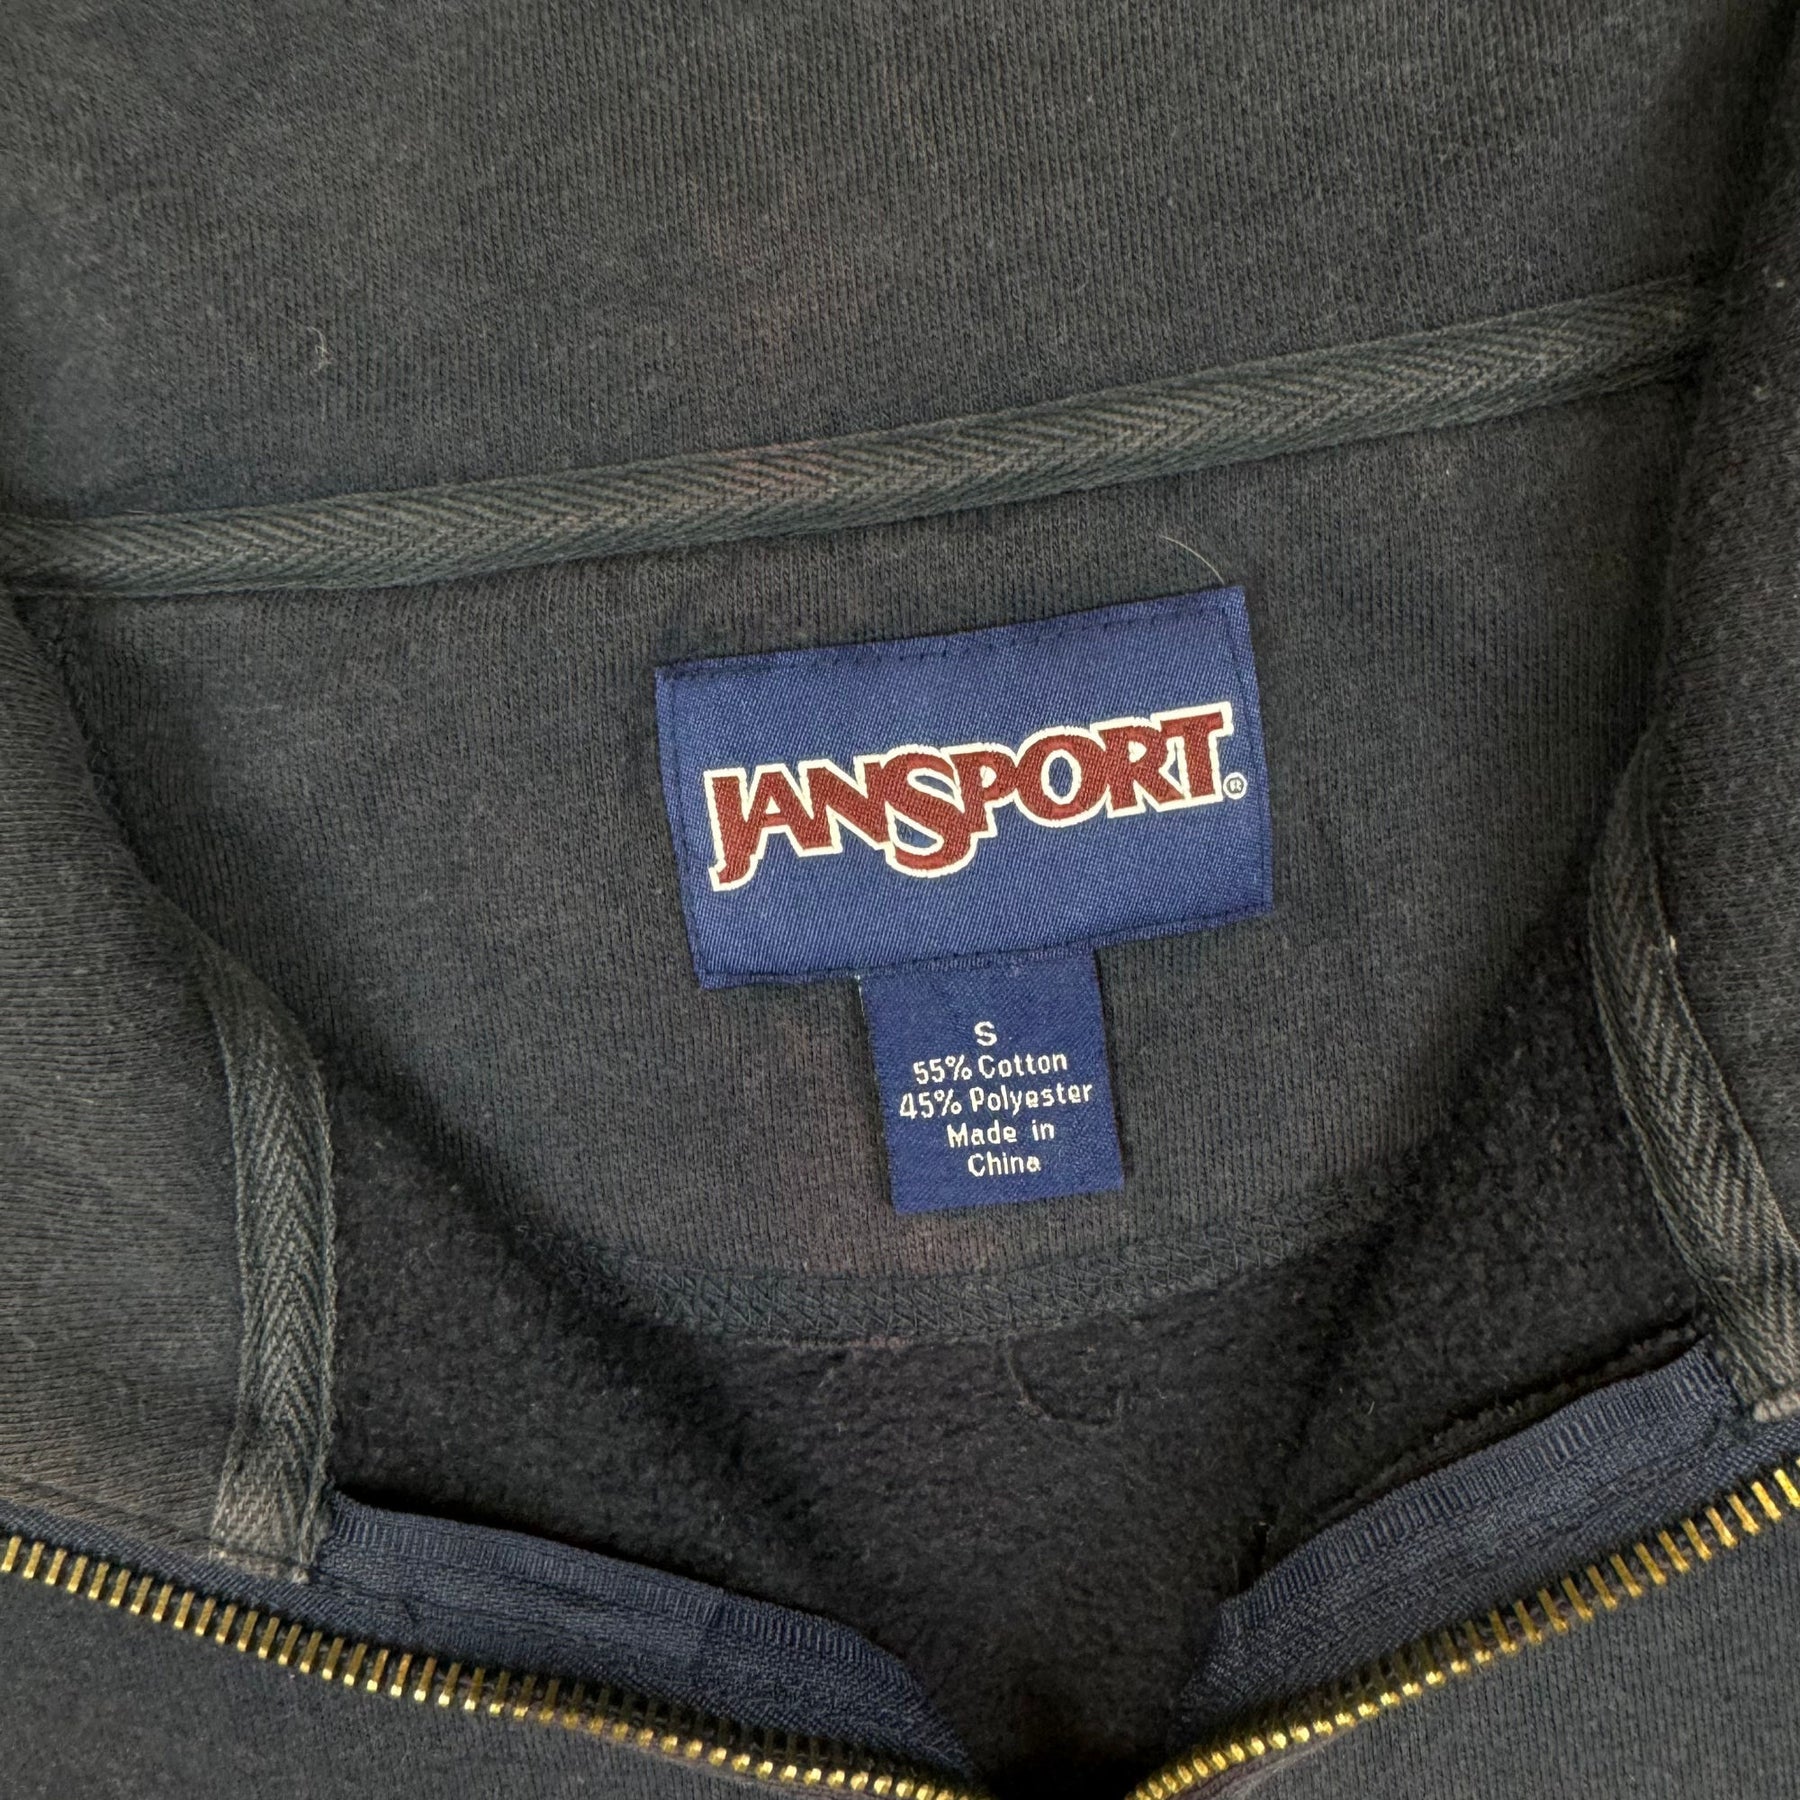 JANSPORT®
S
55% Cotton
45% Polyester
Made in
China